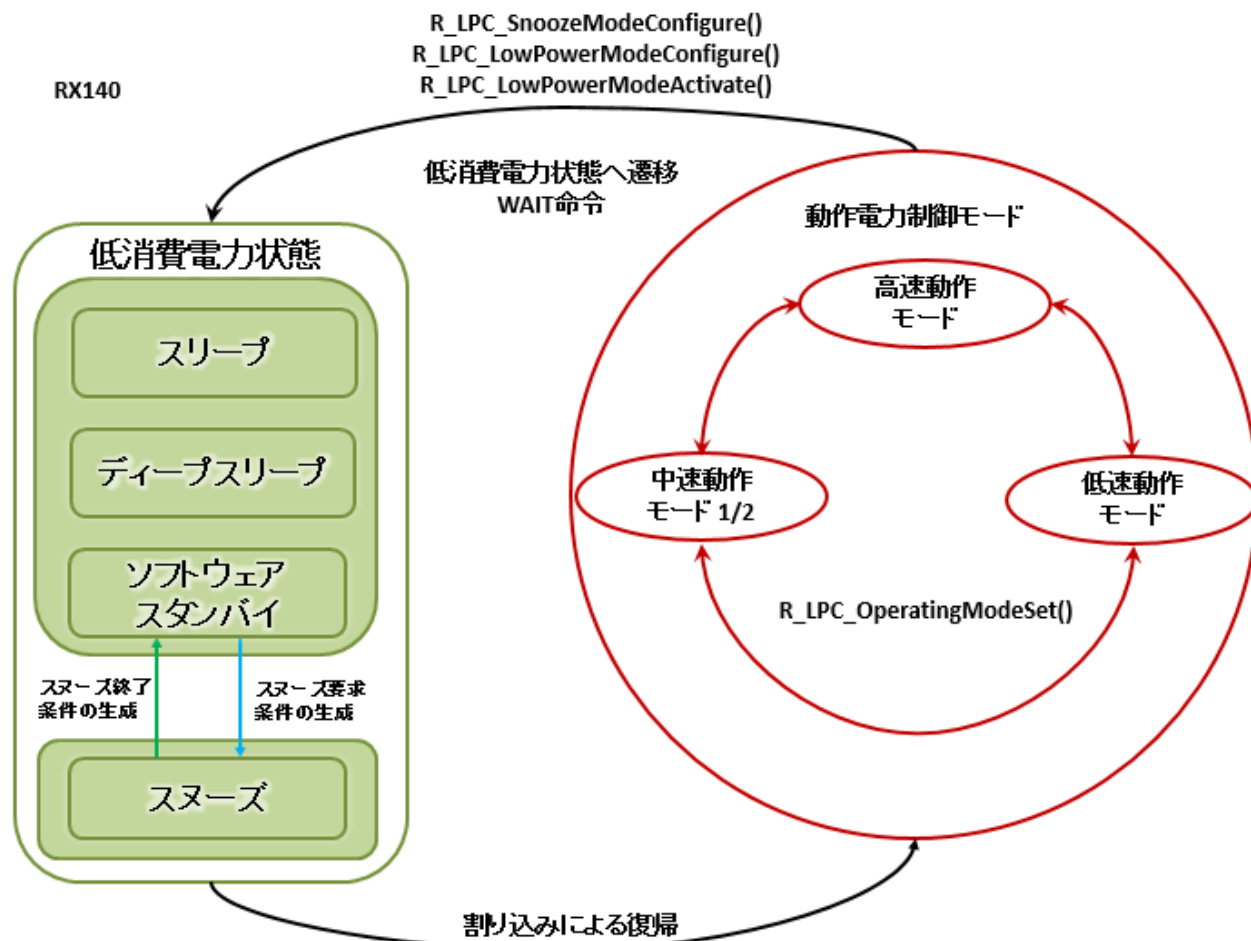 R_LPC_SnoozeModeConfigure()
R_LPC_LowPowerModeConfigure()
R_LPC_LowPowerModeActivate()
RX140
低消費電力状態へ遷移
WAIT命令
動作電力制御モード
低消費電力状態
高速動作
モード
スリープ
ディープスリープ
中速動作
モード 1/2
低速動作
モード
ソフトウェア
スタンバイ
R_LPC_OperatingModeSet()
スヌーズ終了
条件の生成
スヌーズ要求
条件の生成
スヌーズ
割り込みによる復帰